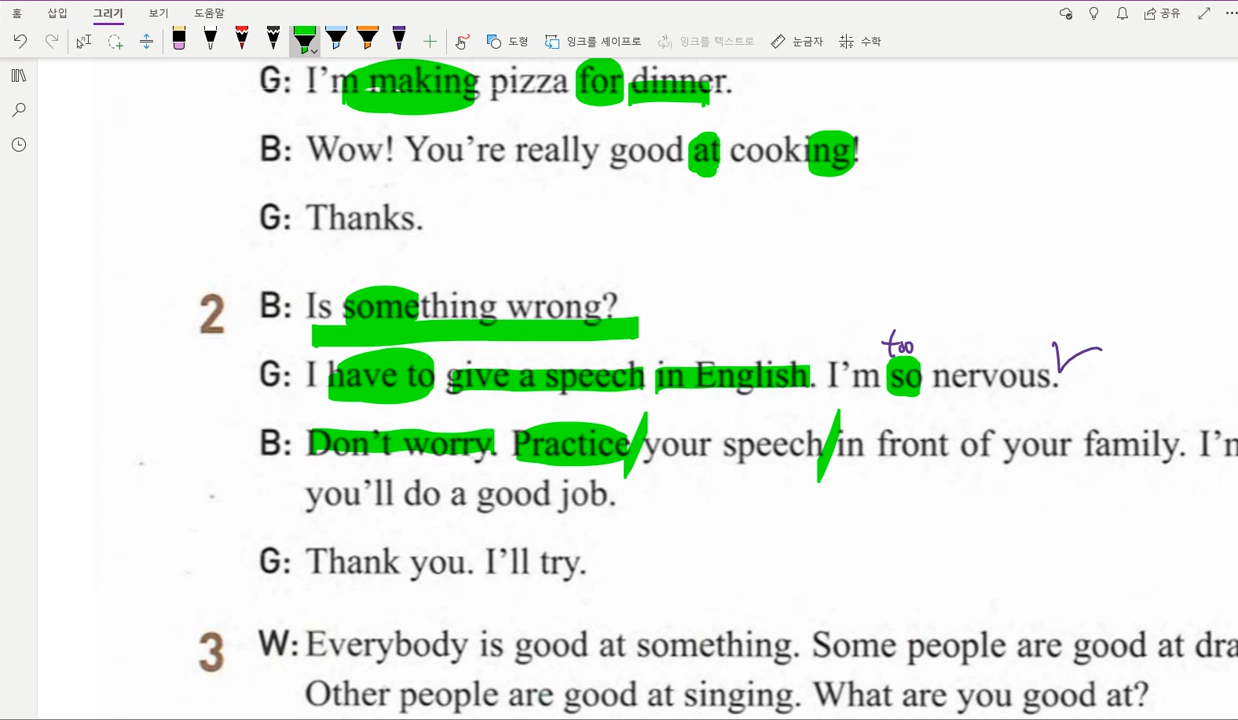 홈 삽입 그리기 보기 도움말 공유
도형 잉크를 셰이프로 잉크를 텍스트로 눈금자 수학
G: I'm making pizza for dinner.
B: Wow! You're really good at cooking!
G: Thanks.
2 B: Is something wrong?
too
G: I have to give a speech in English. I'm so nervous.
B: Don't worry. Practice your speech in front of your family. I'm
you'll do a good job.
G: Thank you. I'll try.
3 W: Everybody is good at something. Some people are good at dra
Other people are good at singing. What are you good at?